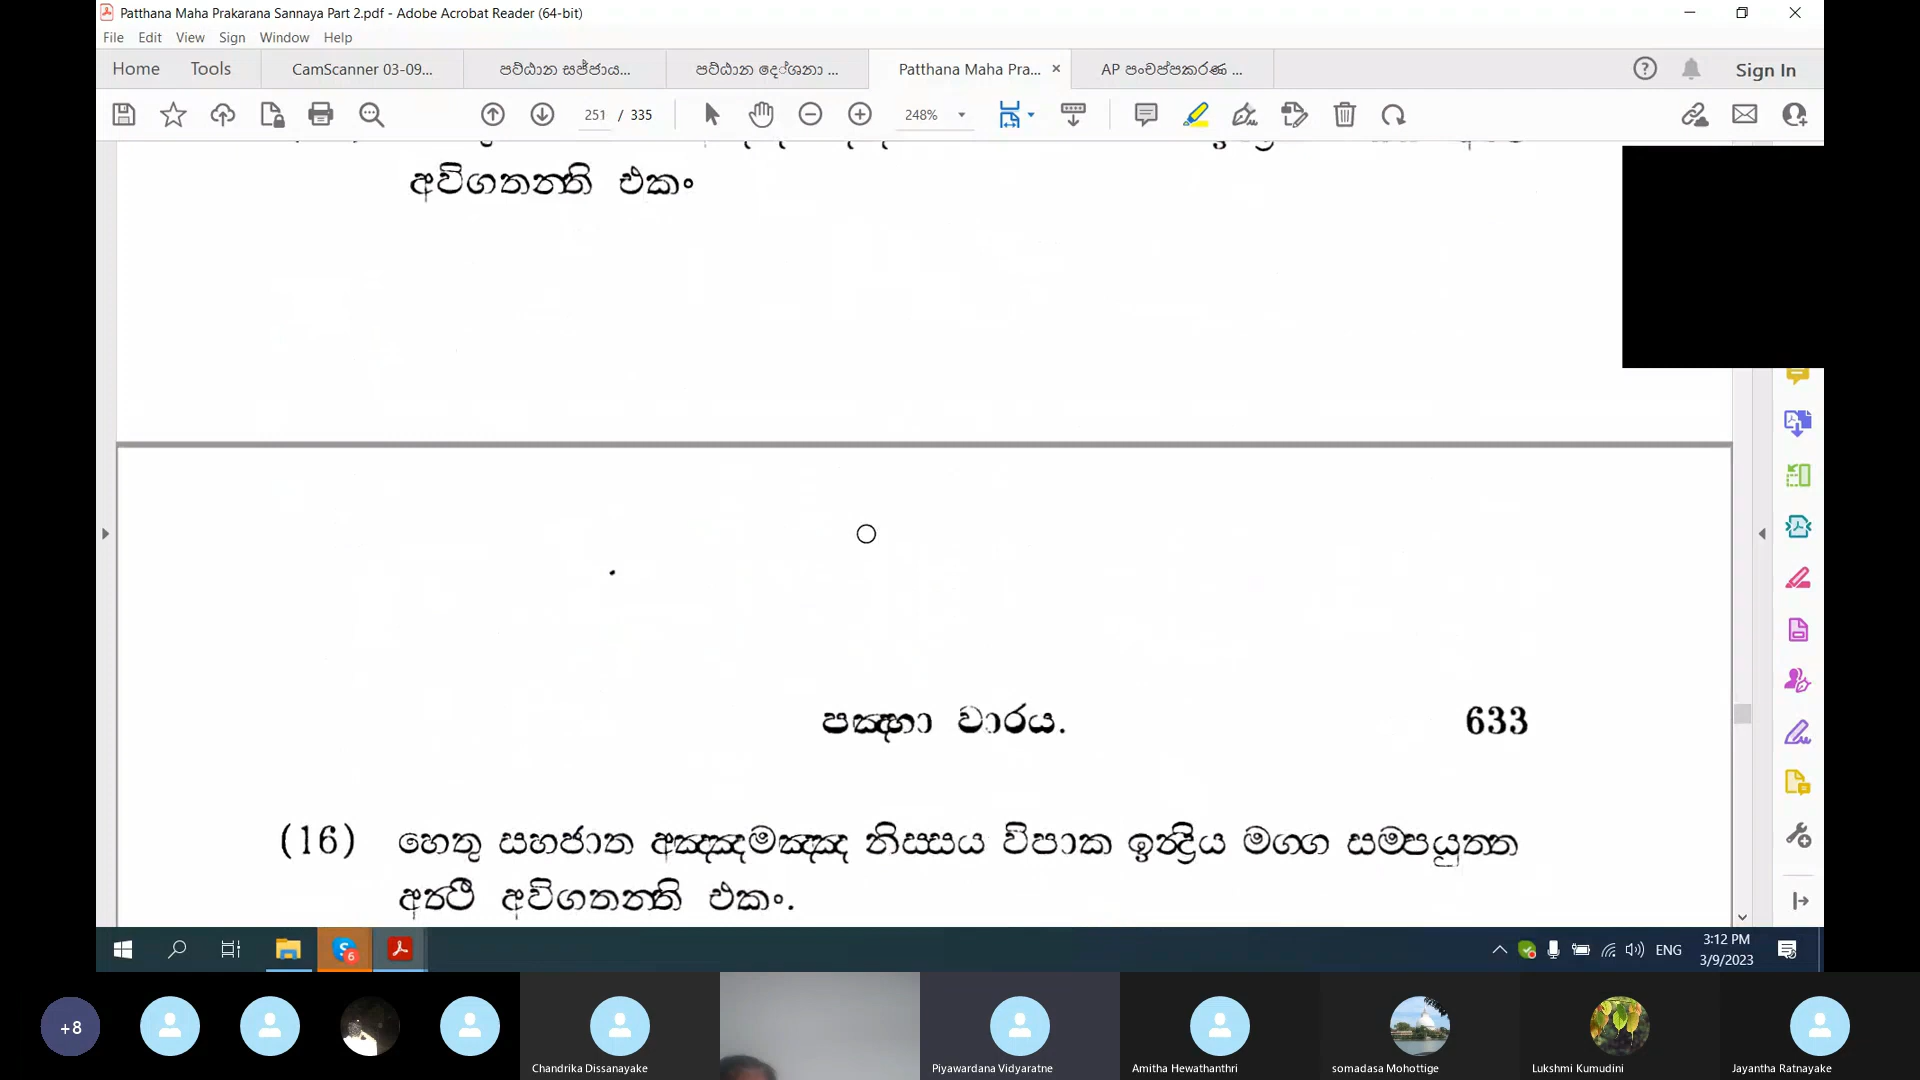 Patthana Maha Prakarana Sannaya Part 2.pdf - Adobe Acrobat Reader (64-bit)
File Edit View Sign Window Help
Home Tools CamScanner 03-09... පට්ඨාන සජ්ඣාය... පට්ඨාන දේශනා ... Patthana Maha Pra... × AP පංචප්පකරණ ... Sign In
251 / 335 248%
අවිගතන්ති එකං
පඤ්හා වාරය. 633
(16) හෙතු සහජාත අඤ්ඤමඤ්ඤ නිස්සය විපාක ඉන්ද්‍රිය මග්ග සම්පයුත්ත
අත්ථි අවිගතන්ති එකං.
6
ENG
3:12 PM
3/9/2023
+8
Chandrika Dissanayake Piyawardana Vidyaratne Amitha Hewathanthri somadasa Mohottige Lukshmi Kumudini Jayantha Ratnayake